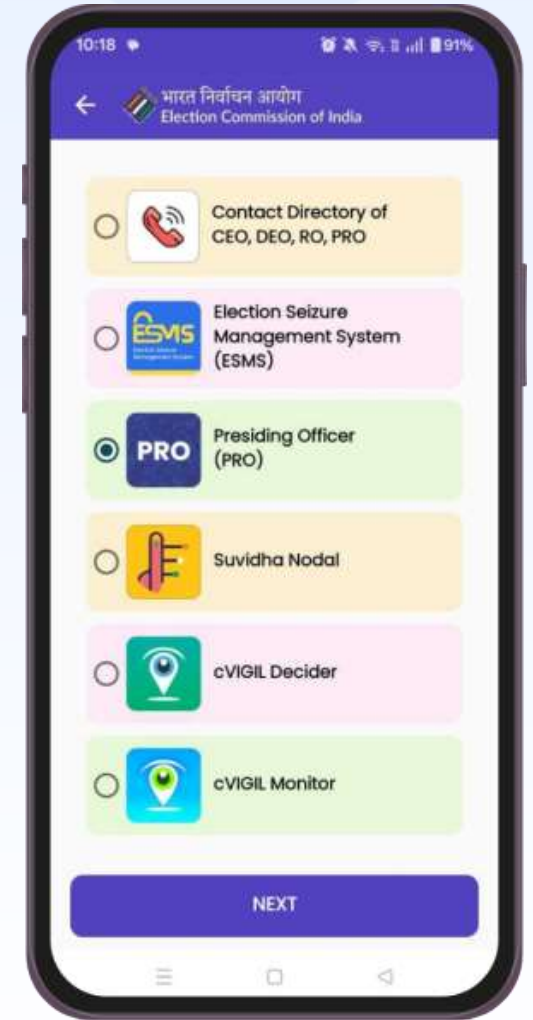 10:18
91%
भारत निर्वाचन आयोग
Election Commission of India
Contact Directory of
CEO, DEO, RO, PRO
ESMS
Election Seizure
Management System
(ESMS)
PRO
Presiding Officer
(PRO)
Suvidha Nodal
cVIGIL Decider
cVIGIL Monitor
NEXT